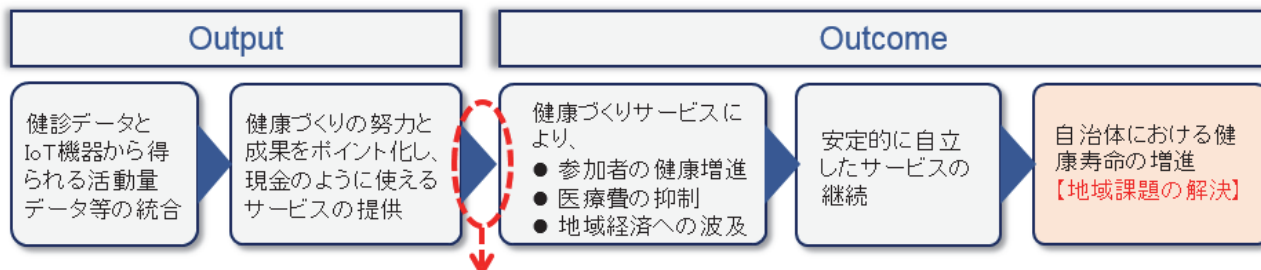 Output
Outcome
健診データと
IoT機器から得
られる活動量
データ等の統合
健康づくりの努力と
成果をポイント化し、
現金のように使える
サービスの提供
健康づくりサービスに
より、
● 参加者の健康増進
● 医療費の抑制
● 地域経済への波及
安定的に自立
したサービスの
継続
自治体における健
康寿命の増進
【地域課題の解決】